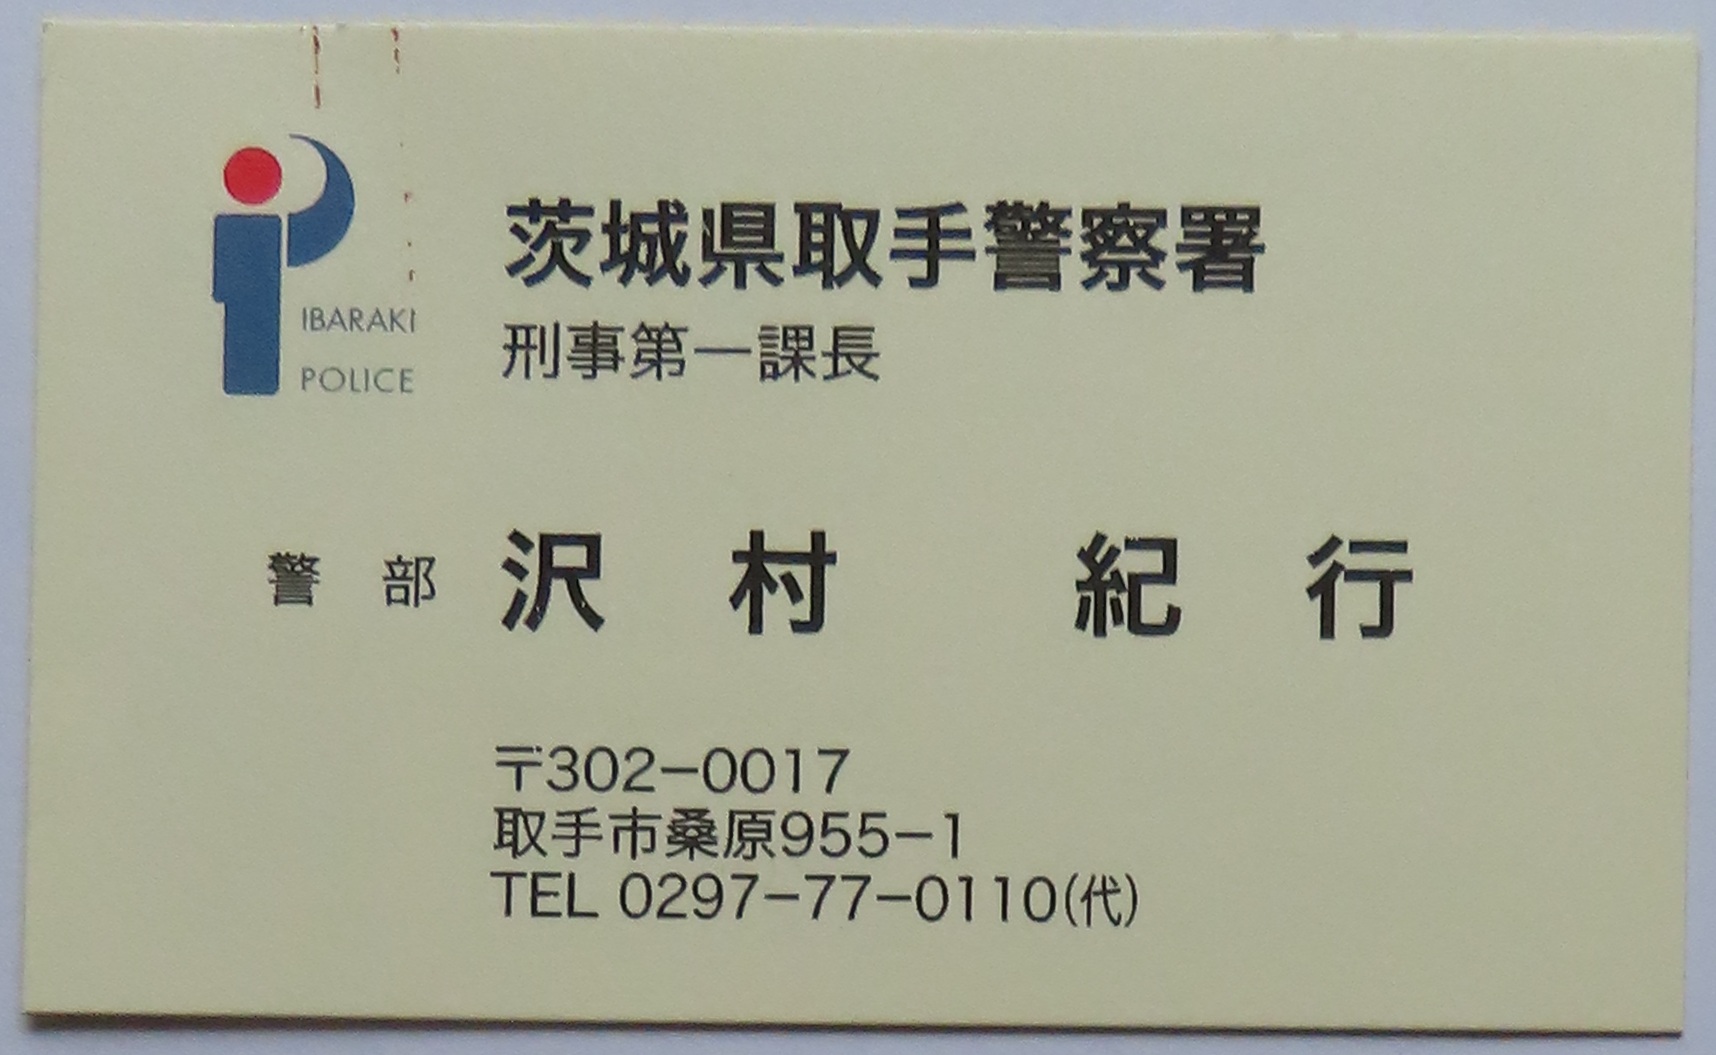 IBARAKI
POLICE
茨城県取手警察署
刑事第一課長
警部 沢村 紀行
〒302-0017
取手市桑原955-1
TEL 0297-77-0110(代)